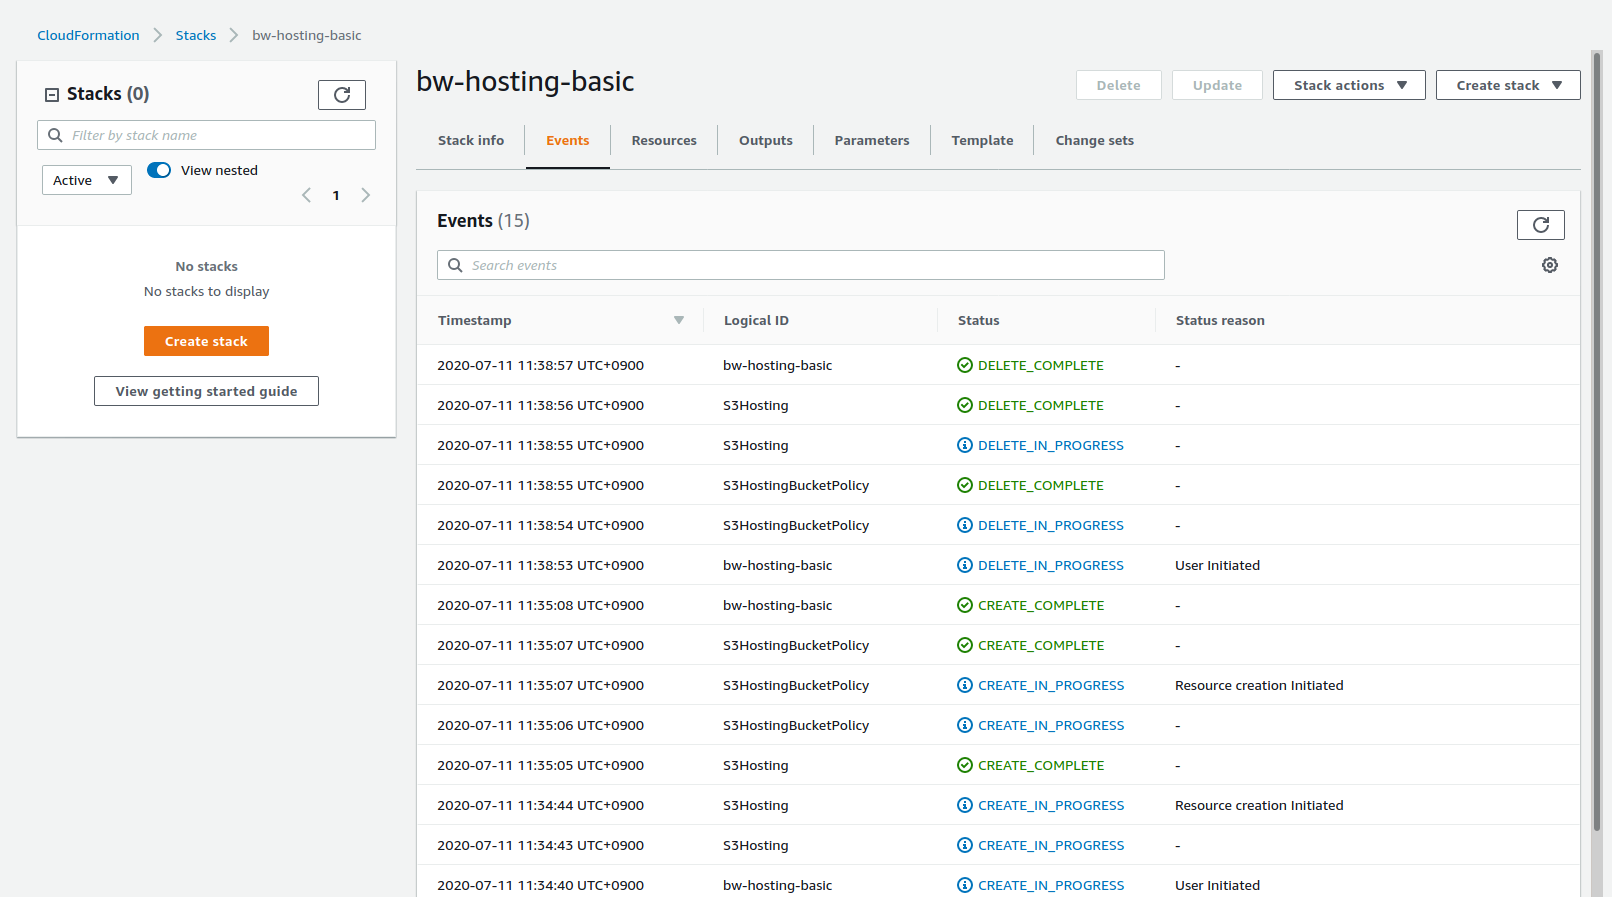 CloudFormation > Stacks > bw-hosting-basic
Stacks (0)
Filter by stack name
Active
View nested
1
No stacks
No stacks to display
Create stack
View getting started guide
bw-hosting-basic
Delete Update Stack actions Create stack
Stack info Events Resources Outputs Parameters Template Change sets
Events (15)
Search events
Timestamp Logical ID Status Status reason
2020-07-11 11:38:57 UTC+0900 bw-hosting-basic DELETE_COMPLETE -
2020-07-11 11:38:56 UTC+0900 S3Hosting DELETE_COMPLETE -
2020-07-11 11:38:55 UTC+0900 S3Hosting DELETE_IN_PROGRESS -
2020-07-11 11:38:55 UTC+0900 S3HostingBucketPolicy DELETE_COMPLETE -
2020-07-11 11:38:54 UTC+0900 S3HostingBucketPolicy DELETE_IN_PROGRESS -
2020-07-11 11:38:53 UTC+0900 bw-hosting-basic DELETE_IN_PROGRESS User Initiated
2020-07-11 11:35:08 UTC+0900 bw-hosting-basic CREATE_COMPLETE -
2020-07-11 11:35:07 UTC+0900 S3HostingBucketPolicy CREATE_COMPLETE -
2020-07-11 11:35:07 UTC+0900 S3HostingBucketPolicy CREATE_IN_PROGRESS Resource creation Initiated
2020-07-11 11:35:06 UTC+0900 S3HostingBucketPolicy CREATE_IN_PROGRESS -
2020-07-11 11:35:05 UTC+0900 S3Hosting CREATE_COMPLETE -
2020-07-11 11:34:44 UTC+0900 S3Hosting CREATE_IN_PROGRESS Resource creation Initiated
2020-07-11 11:34:43 UTC+0900 S3Hosting CREATE_IN_PROGRESS -
2020-07-11 11:34:40 UTC+0900 bw-hosting-basic CREATE_IN_PROGRESS User Initiated